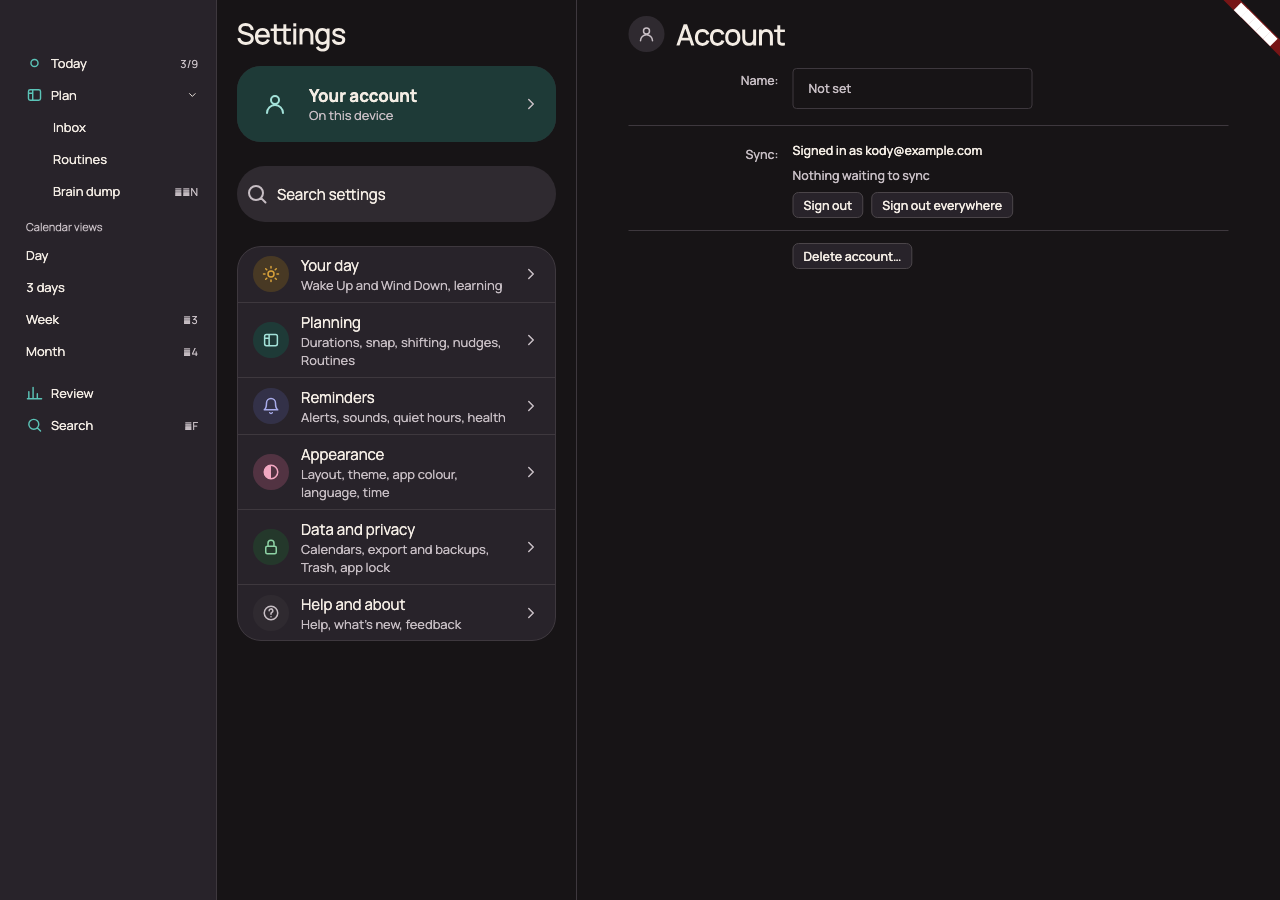 Today 3/9
Plan
Inbox
Routines
Brain dump N
Calendar views
Day
3 days
Week 3
Month 4
Review
Search F
Settings
Your account
On this device
Search settings
Your day
Wake Up and Wind Down, learning
Planning
Durations, snap, shifting, nudges,
Routines
Reminders
Alerts, sounds, quiet hours, health
Appearance
Layout, theme, app colour,
language, time
Data and privacy
Calendars, export and backups,
Trash, app lock
Help and about
Help, what's new, feedback
Account
Name: Not set
Sync: Signed in as kody@example.com
Nothing waiting to sync
Sign out Sign out everywhere
Delete account…